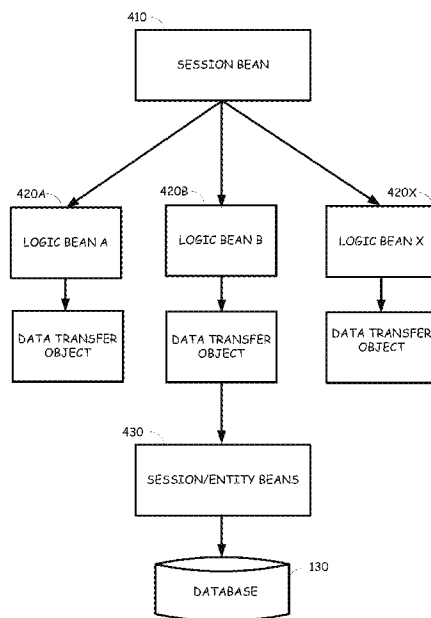 410
SESSION BEAN
420A
420B
420X
LOGIC BEAN A
LOGIC BEAN B
LOGIC BEAN X
DATA TRANSFER
OBJECT
DATA TRANSFER
OBJECT
DATA TRANSFER
OBJECT
430
SESSION/ENTITY BEANS
130
DATABASE